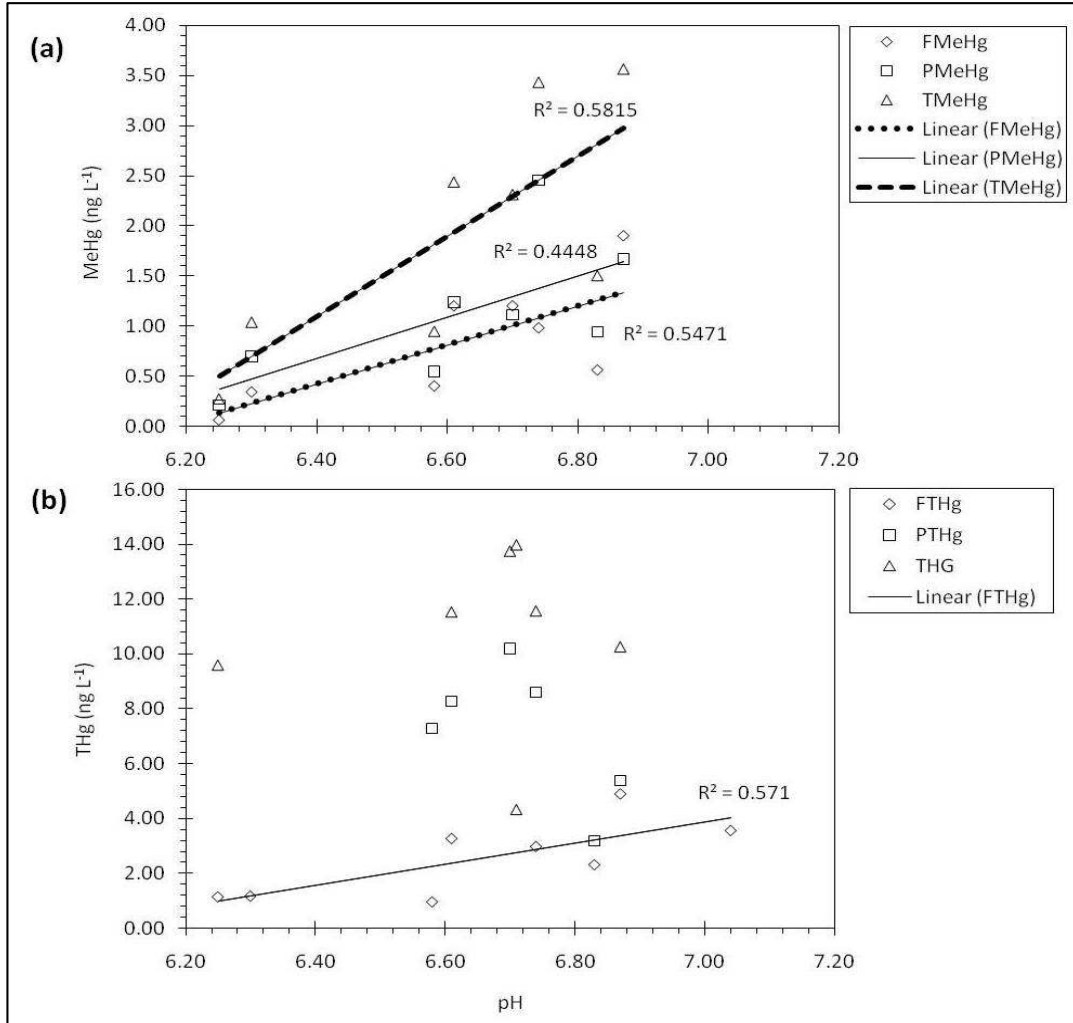 (a)
4.00
3.50
3.00
2.50
2.00
1.50
1.00
0.50
0.00
MeHg (ng L⁻¹)
R² = 0.5815
R² = 0.4448
R² = 0.5471
6.20 6.40 6.60 6.80 7.00 7.20
FMeHg
PMeHg
TMeHg
Linear (FMeHg)
Linear (PMeHg)
Linear (TMeHg)
(b)
16.00
14.00
12.00
10.00
8.00
6.00
4.00
2.00
0.00
THg (ng L⁻¹)
R² = 0.571
6.20 6.40 6.60 6.80 7.00 7.20
pH
FTHg
PTHg
THG
Linear (FTHg)